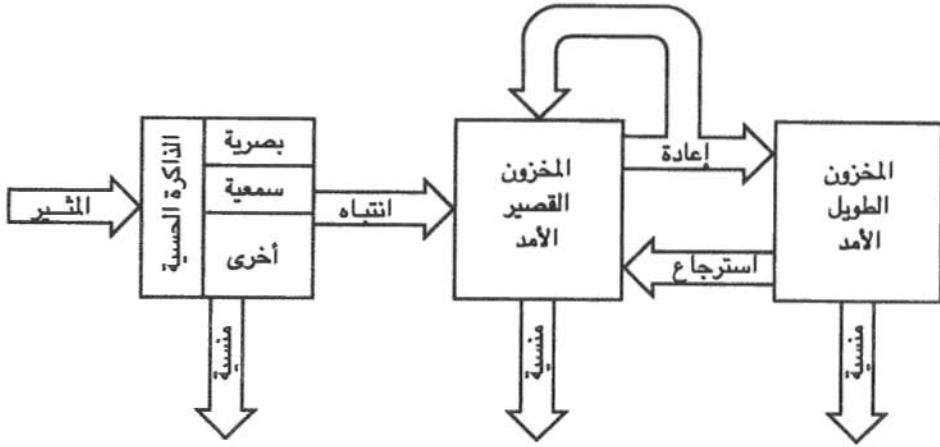 المثير
الذاكرة الحسية
بصرية
سمعية
أخرى
انتباه
المخزون
القصير
الأمد
إعادة
استرجاع
المخزون
الطويل
الأمد
منسية
منسية
منسية